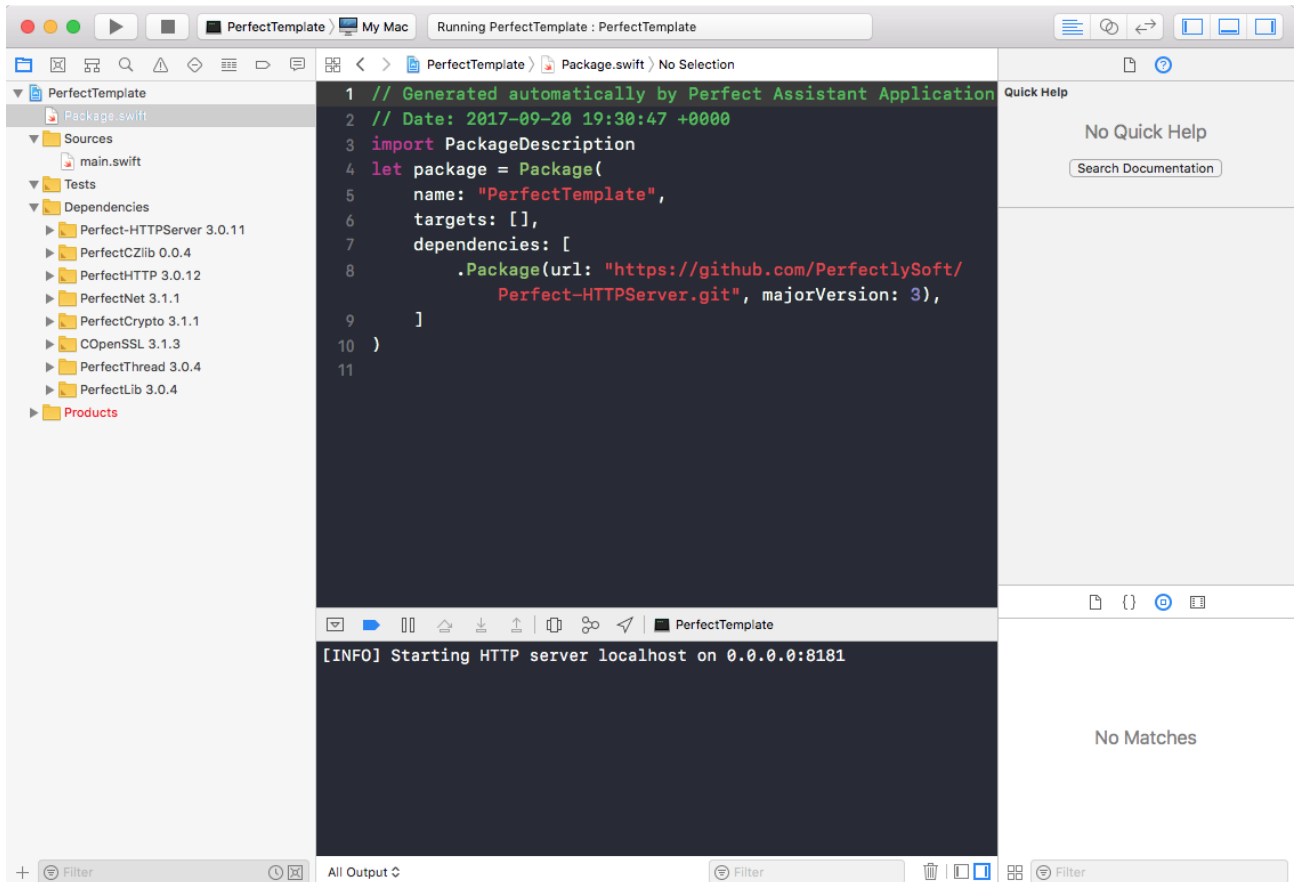 PerfectTemplate My Mac Running PerfectTemplate : PerfectTemplate
PerfectTemplate Package.swift No Selection
PerfectTemplate
Package.swift
Sources
main.swift
Tests
Dependencies
Perfect-HTTPServer 3.0.11
PerfectCZlib 0.0.4
PerfectHTTP 3.0.12
PerfectNet 3.1.1
PerfectCrypto 3.1.1
COpenSSL 3.1.3
PerfectThread 3.0.4
PerfectLib 3.0.4
Products
Filter
1 // Generated automatically by Perfect Assistant Application
2 // Date: 2017-09-20 19:30:47 +0000
3 import PackageDescription
4 let package = Package(
5 name: "PerfectTemplate",
6 targets: [],
7 dependencies: [
8 .Package(url: "https://github.com/PerfectlySoft/
Perfect-HTTPServer.git", majorVersion: 3),
9 ]
10 )
11
PerfectTemplate
[INFO] Starting HTTP server localhost on 0.0.0.0:8181
All Output Filter
Quick Help
No Quick Help
Search Documentation
No Matches
Filter